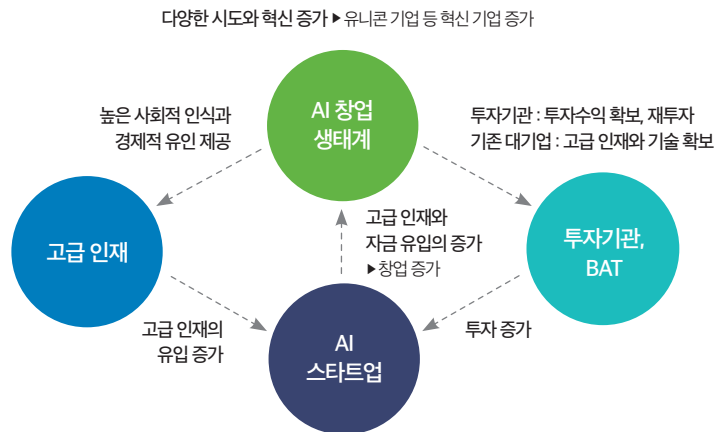 다양한 시도와 혁신 증가 ▶ 유니콘 기업 등 혁신 기업 증가
AI 창업
생태계
높은 사회적 인식과
경제적 유인 제공
투자기관 : 투자수익 확보, 재투자
기존 대기업 : 고급 인재와 기술 확보
고급 인재
고급 인재와
자금 유입의 증가
▶창업 증가
투자기관,
BAT
고급 인재의
유입 증가
AI
스타트업
투자 증가